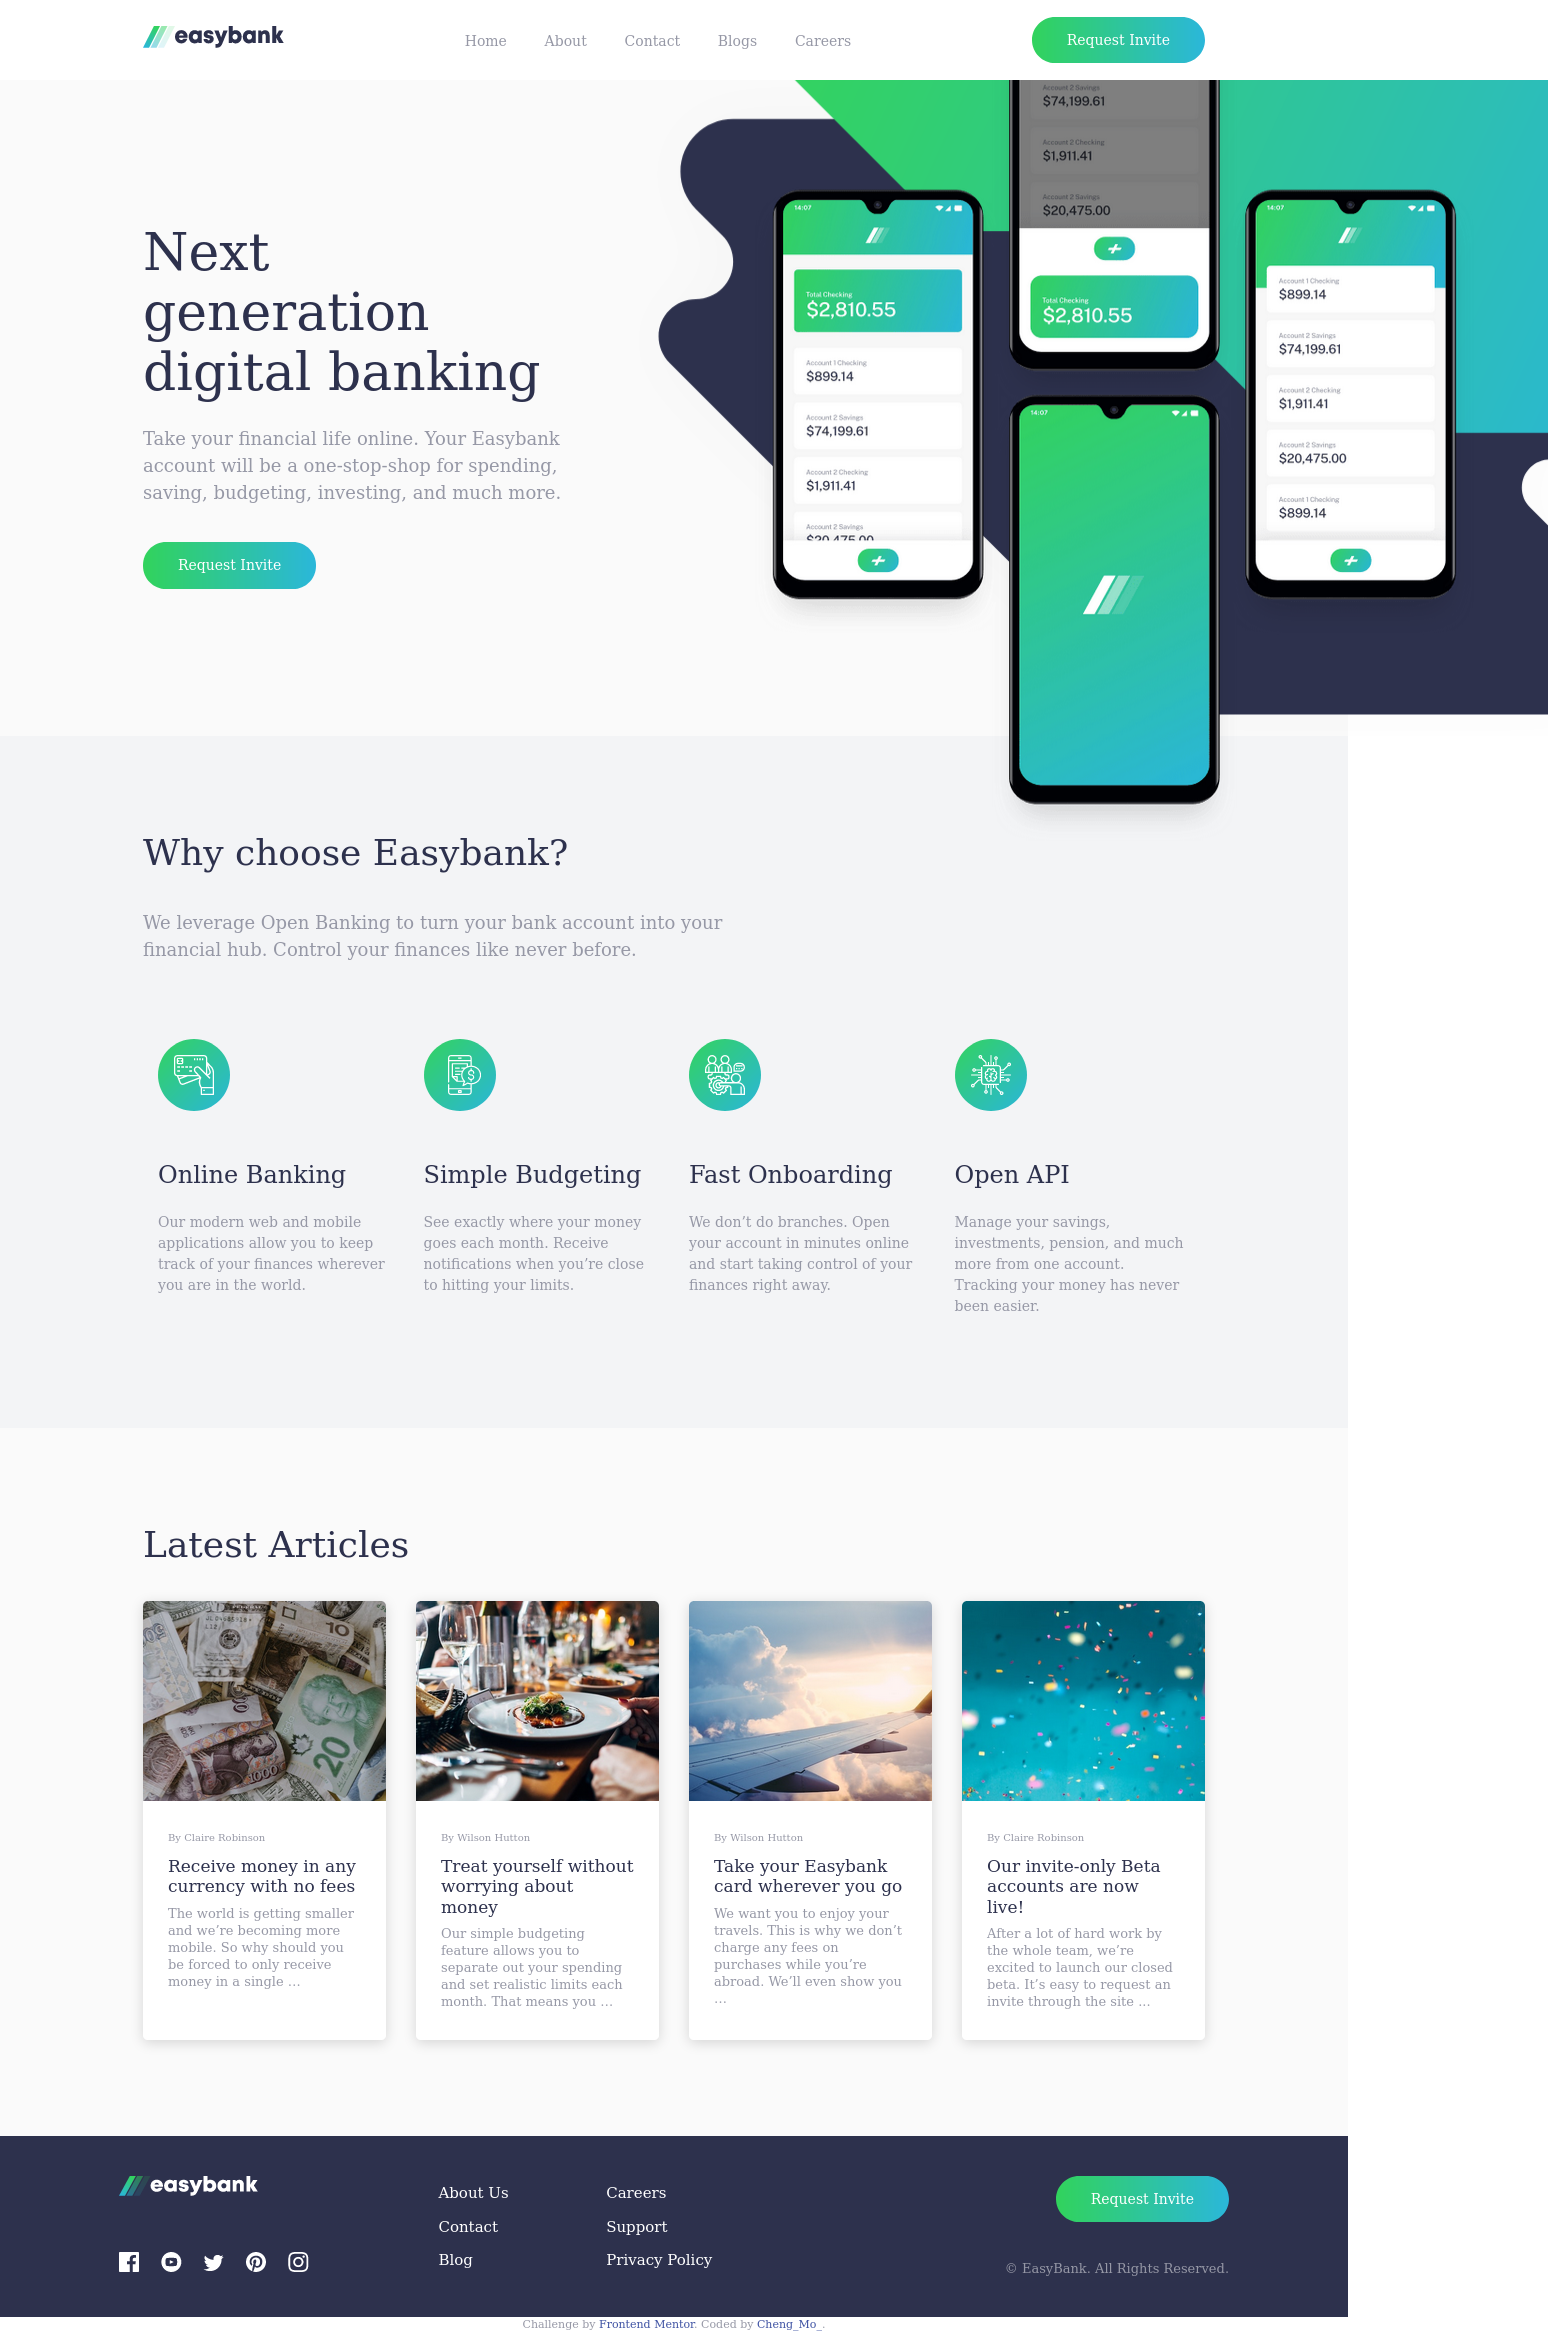 easybank
Home About Contact Blogs Careers
Request Invite
Next
generation
digital banking
Take your financial life online. Your Easybank
account will be a one-stop-shop for spending,
saving, budgeting, investing, and much more.
Request Invite
14:07
Total Checking
$2,810.55
Account 1 Checking
$899.14
Account 2 Savings
$74,199.61
Account 2 Checking
$1,911.41
Account 2 Savings
$20,475.00
Account 2 Savings
$74,199.61
Account 2 Checking
$1,911.41
Account 2 Savings
$20,475.00
Total Checking
$2,810.55
14:07
14:07
Account 1 Checking
$899.14
Account 2 Savings
$74,199.61
Account 2 Checking
$1,911.41
Account 2 Savings
$20,475.00
Account 1 Checking
$899.14
Why choose Easybank?
We leverage Open Banking to turn your bank account into your
financial hub. Control your finances like never before.
Online Banking
Our modern web and mobile
applications allow you to keep
track of your finances wherever
you are in the world.
Simple Budgeting
See exactly where your money
goes each month. Receive
notifications when you’re close
to hitting your limits.
Fast Onboarding
We don’t do branches. Open
your account in minutes online
and start taking control of your
finances right away.
Open API
Manage your savings,
investments, pension, and much
more from one account.
Tracking your money has never
been easier.
Latest Articles
10
20
1000
By Claire Robinson
Receive money in any
currency with no fees
The world is getting smaller
and we’re becoming more
mobile. So why should you
be forced to only receive
money in a single …
By Wilson Hutton
Treat yourself without
worrying about
money
Our simple budgeting
feature allows you to
separate out your spending
and set realistic limits each
month. That means you …
By Wilson Hutton
Take your Easybank
card wherever you go
We want you to enjoy your
travels. This is why we don’t
charge any fees on
purchases while you’re
abroad. We’ll even show you
…
By Claire Robinson
Our invite-only Beta
accounts are now
live!
After a lot of hard work by
the whole team, we’re
excited to launch our closed
beta. It’s easy to request an
invite through the site ...
easybank
About Us
Contact
Blog
Careers
Support
Privacy Policy
Request Invite
© EasyBank. All Rights Reserved.
Challenge by Frontend Mentor. Coded by Cheng_Mo_.